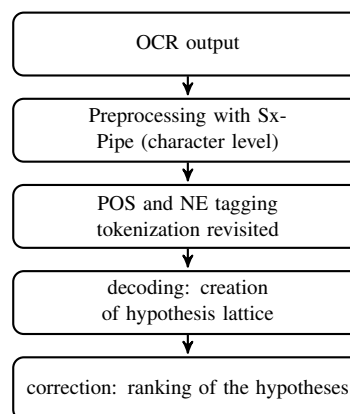 OCR output
Preprocessing with Sx-
Pipe (character level)
POS and NE tagging
tokenization revisited
decoding: creation
of hypothesis lattice
correction: ranking of the hypotheses